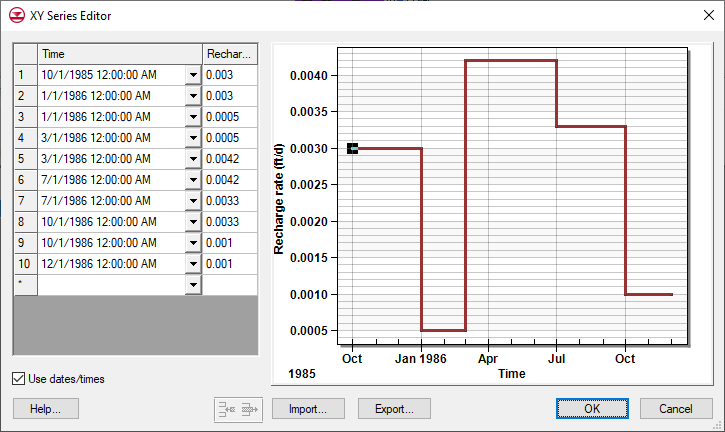 XY Series Editor
Time Rechar...
1 10/1/1985 12:00:00 AM 0.003
2 1/1/1986 12:00:00 AM 0.003
3 1/1/1986 12:00:00 AM 0.0005
4 3/1/1986 12:00:00 AM 0.0005
5 3/1/1986 12:00:00 AM 0.0042
6 7/1/1986 12:00:00 AM 0.0042
7 7/1/1986 12:00:00 AM 0.0033
8 10/1/1986 12:00:00 AM 0.0033
9 10/1/1986 12:00:00 AM 0.001
10 12/1/1986 12:00:00 AM 0.001
*
Recharge rate (ft/d)
0.0040
0.0035
0.0030
0.0025
0.0020
0.0015
0.0010
0.0005
Oct Jan 1986 Apr Jul Oct
1985 Time
Use dates/times
Help... Import... Export... OK Cancel